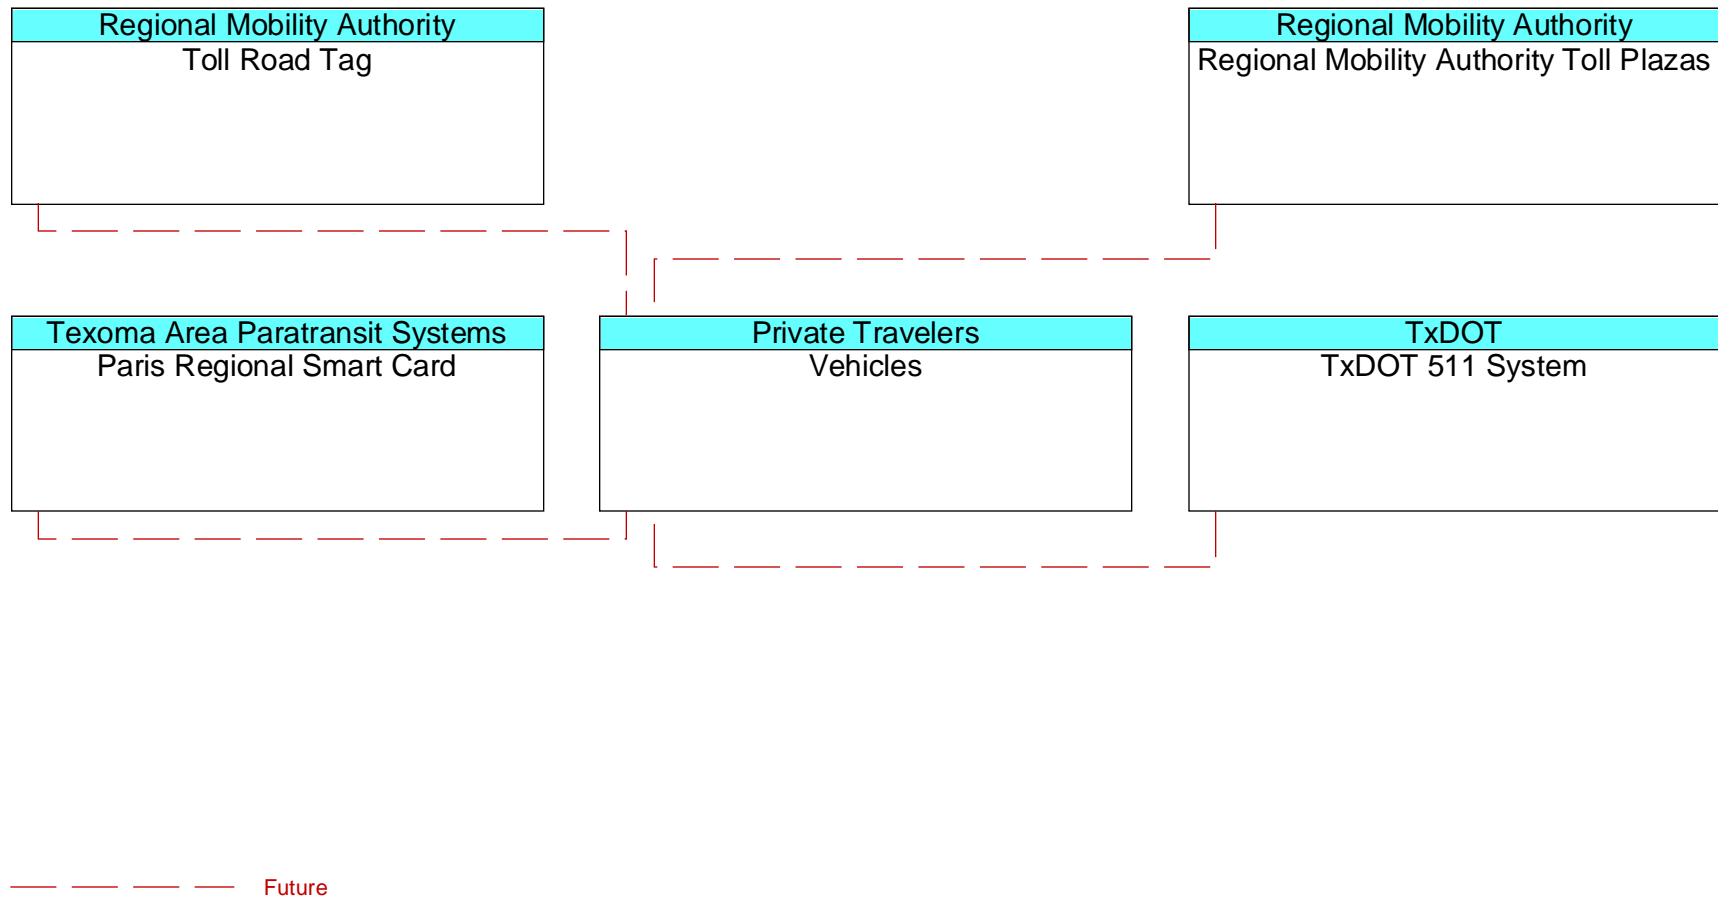 Regional Mobility Authority
Toll Road Tag
Regional Mobility Authority
Regional Mobility Authority Toll Plazas
Texoma Area Paratransit Systems
Paris Regional Smart Card
Private Travelers
Vehicles
TxDOT
TxDOT 511 System
Future